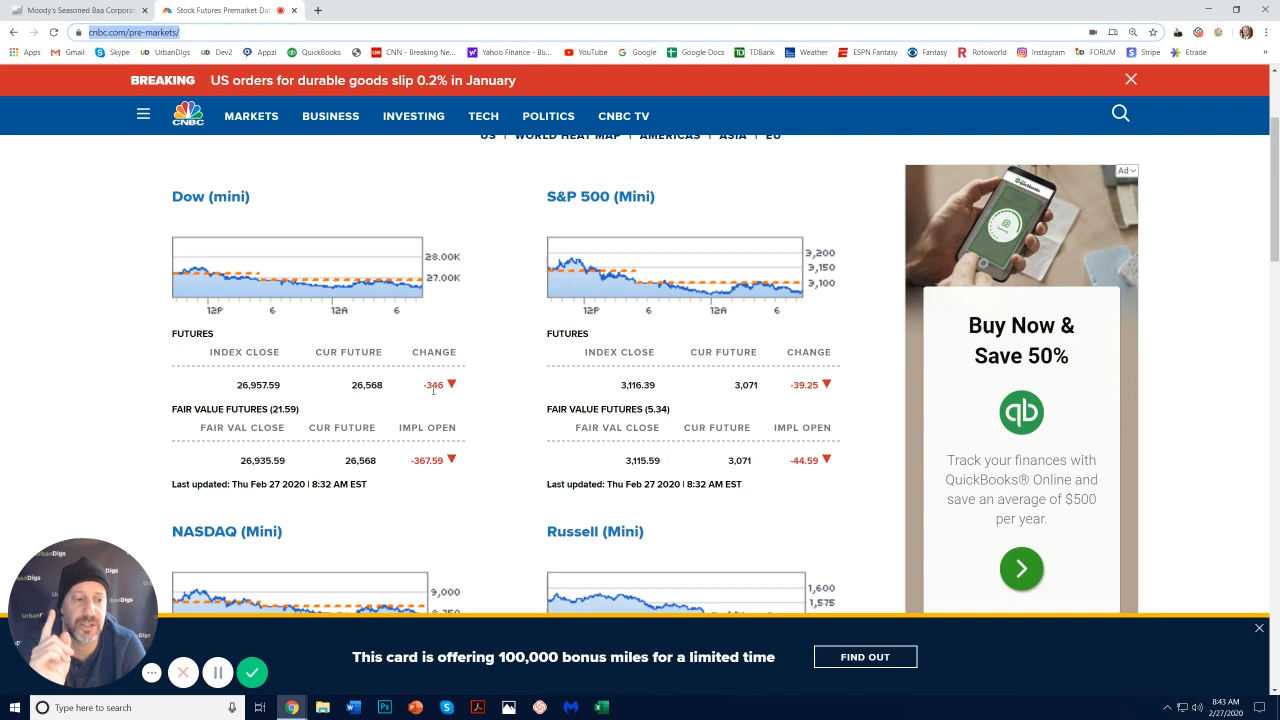 Moody's Seasoned Baa Corporat
Stock Futures Premarket Dat
cnbc.com/pre-markets/
Apps Gmail Skype UrbanDigs Dev2 Appzi QuickBooks CNN - Breaking Ne... Yahoo Finance - Bu... YouTube Google Google Docs TDBank Weather ESPN Fantasy Fantasy Rotoworld Instagram FORUM Stripe Etrade
BREAKING US orders for durable goods slip 0.2% in January
CNBC MARKETS BUSINESS INVESTING TECH POLITICS CNBC TV
US | WORLD HEAT MAP | AMERICAS | ASIA | EU
Dow (mini)
28.00K
27.00K
12P 6 12A 6
FUTURES
INDEX CLOSE CUR FUTURE CHANGE
26,957.59 26,568 -346
FAIR VALUE FUTURES (21.59)
FAIR VAL CLOSE CUR FUTURE IMPL OPEN
26,935.59 26,568 -367.59
Last updated: Thu Feb 27 2020 | 8:32 AM EST
S&P 500 (Mini)
3,200
3,150
3,100
12P 6 12A 6
FUTURES
INDEX CLOSE CUR FUTURE CHANGE
3,116.39 3,071 -39.25
FAIR VALUE FUTURES (5.34)
FAIR VAL CLOSE CUR FUTURE IMPL OPEN
3,115.59 3,071 -44.59
Last updated: Thu Feb 27 2020 | 8:32 AM EST
NASDAQ (Mini)
9,000
Russell (Mini)
1,600
1,575
Ad
quickbooks
Buy Now &
Save 50%
qb
Track your finances with
QuickBooks® Online and
save an average of $500
per year.
UrbanDigs
This card is offering 100,000 bonus miles for a limited time
FIND OUT
Type here to search
8:43 AM
2/27/2020